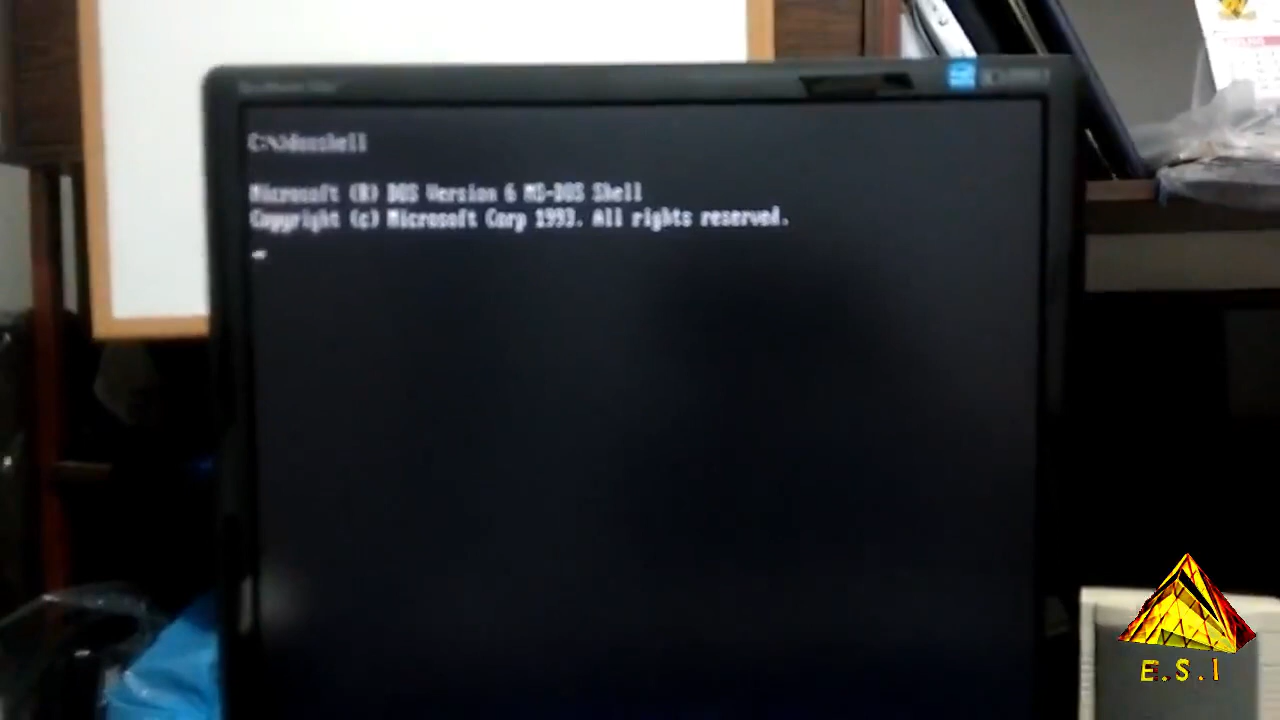 C:\>dosshell
Microsoft (R) DOS Version 6 MS-DOS Shell
Copyright (c) Microsoft Corp 1993. All rights reserved.
E.S.I